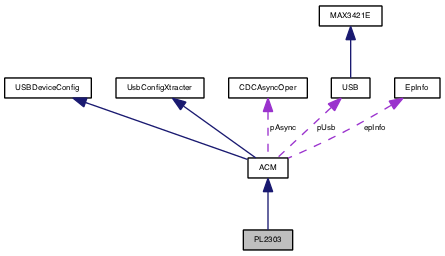 MAX3421E
USBDeviceConfig
UsbConfigXtracter
CDCAsyncOper
USB
EpInfo
pAsync
pUsb
epInfo
ACM
PL2303